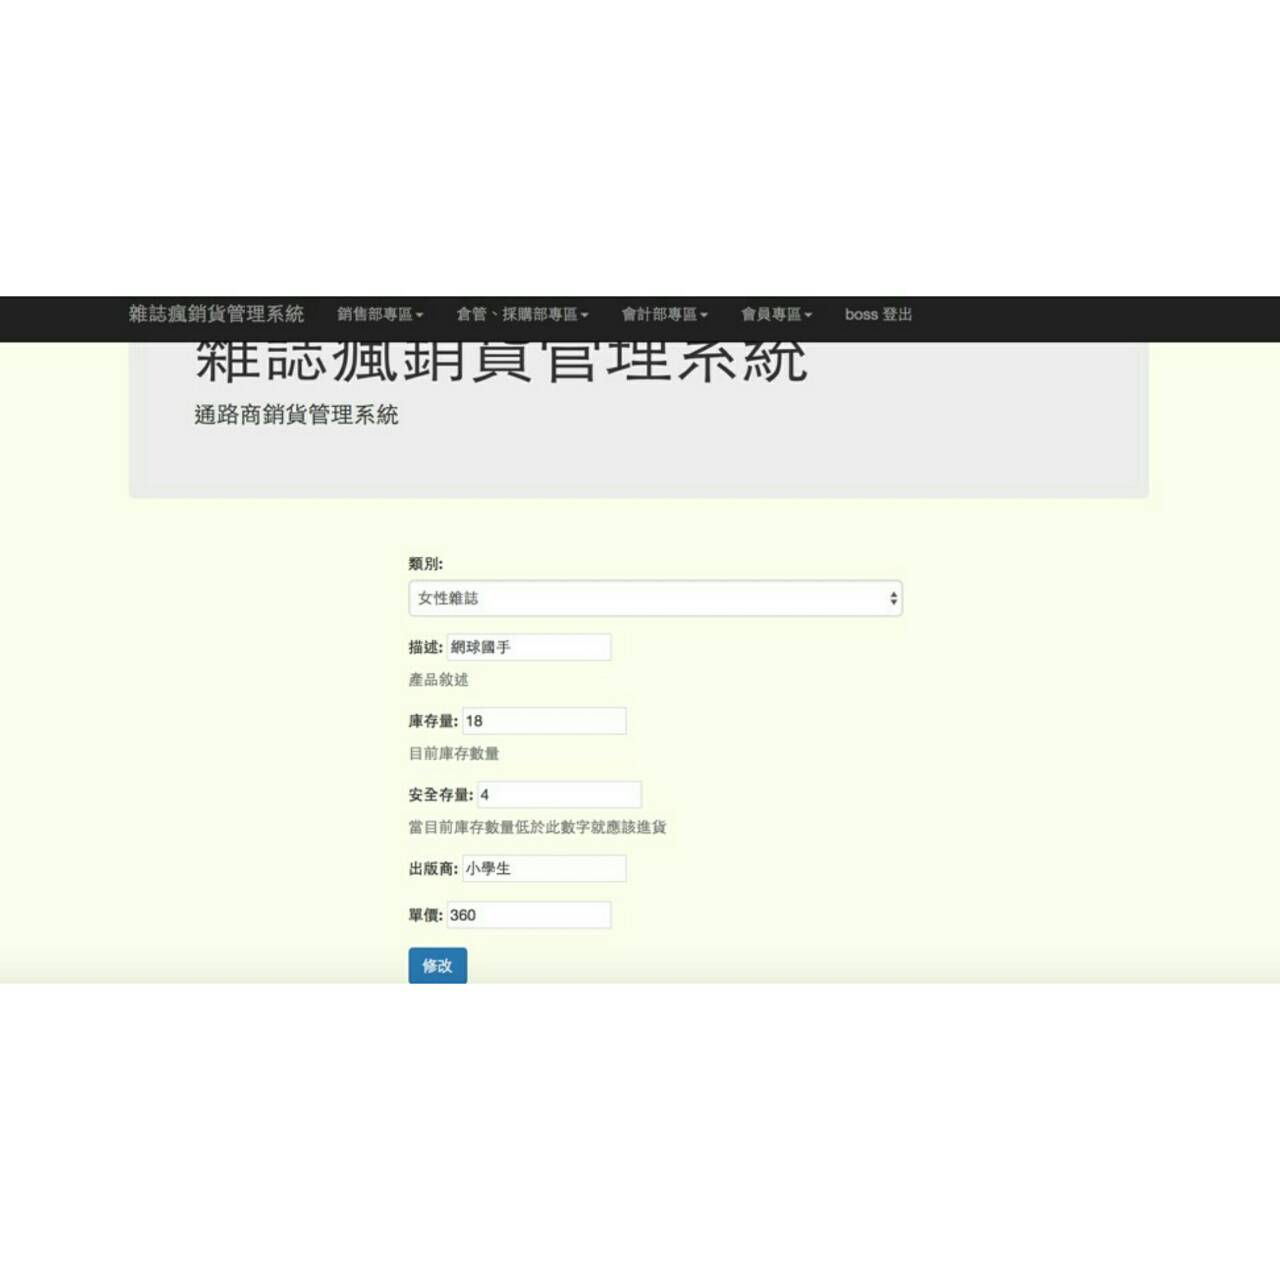 雜誌瘋銷貨管理系統 銷售部專區 倉管、採購部專區 會計部專區 會員專區 boss 登出
雜誌瘋銷貨管理系統
通路商銷貨管理系統
類別:
女性雜誌
描述: 網球國手
產品敘述
庫存量: 18
目前庫存數量
安全存量: 4
當目前庫存數量低於此數字就應該進貨
出版商: 小學生
單價: 360
修改